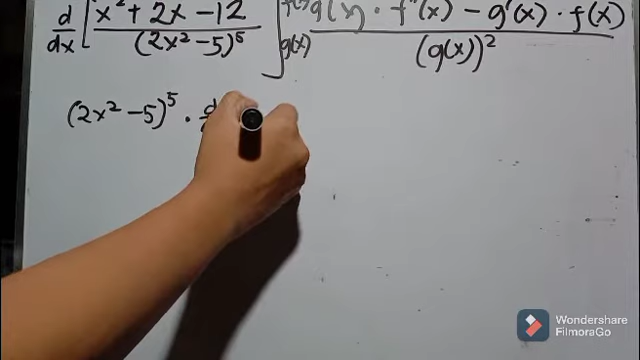 d/dx [ x² + 2x - 12 / (2x² - 5)⁵ ] f(x) g(x) g(x) · f'(x) - g'(x) · f(x) / (g(x))²
(2x² - 5)⁵ · d
Wondershare
FilmoraGo